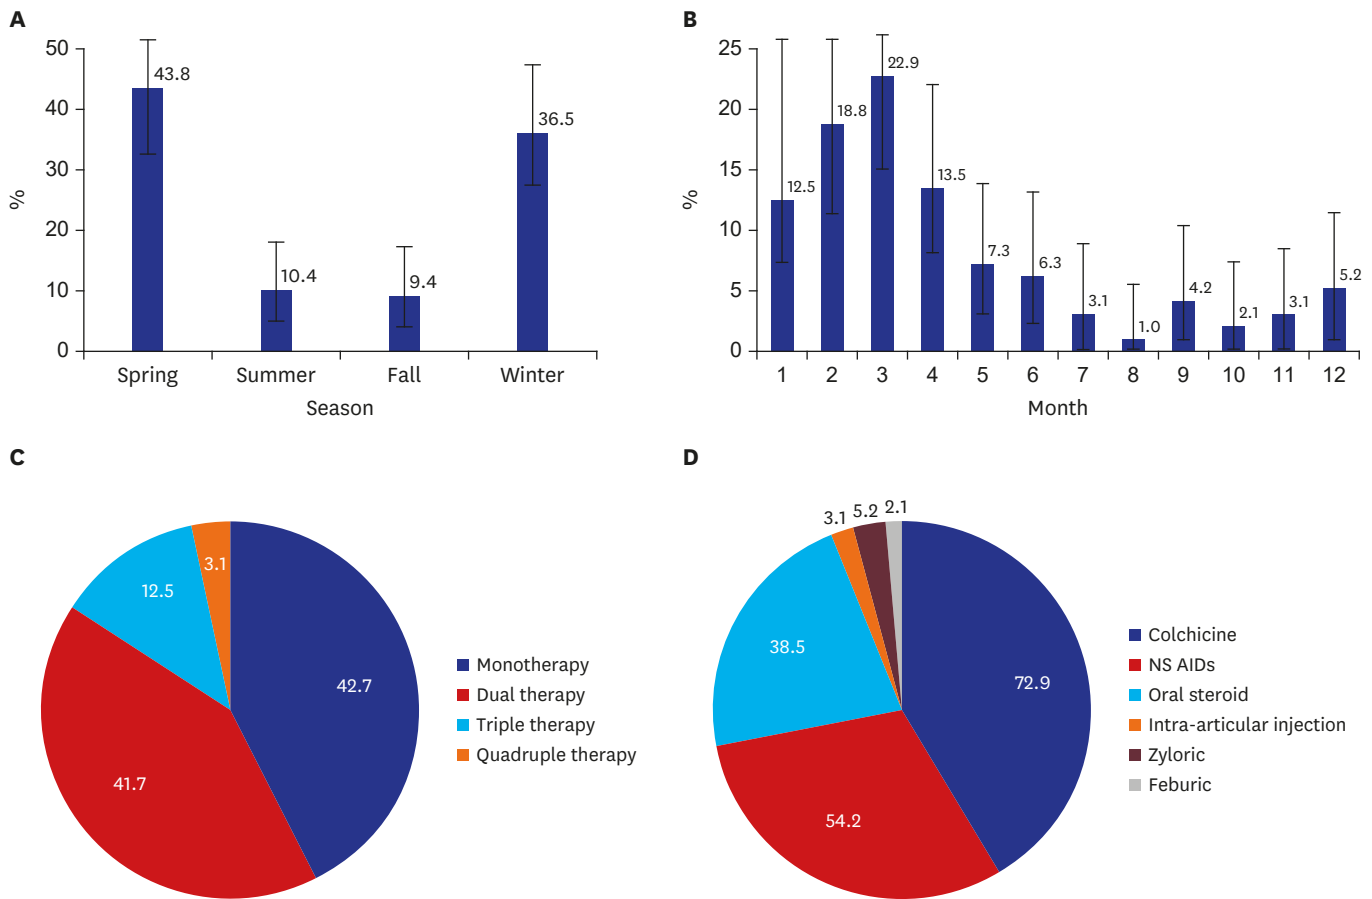 A
%
50
40
30
20
10
0
43.8
10.4
9.4
36.5
Spring Summer Fall Winter
Season
B
%
25
20
15
10
5
0
12.5
18.8
22.9
13.5
7.3
6.3
3.1
1.0
4.2
2.1
3.1
5.2
1 2 3 4 5 6 7 8 9 10 11 12
Month
C
3.1
12.5
42.7
41.7
Monotherapy
Dual therapy
Triple therapy
Quadruple therapy
D
3.1 5.2 2.1
38.5
72.9
54.2
Colchicine
NS AIDs
Oral steroid
Intra-articular injection
Zyloric
Feburic